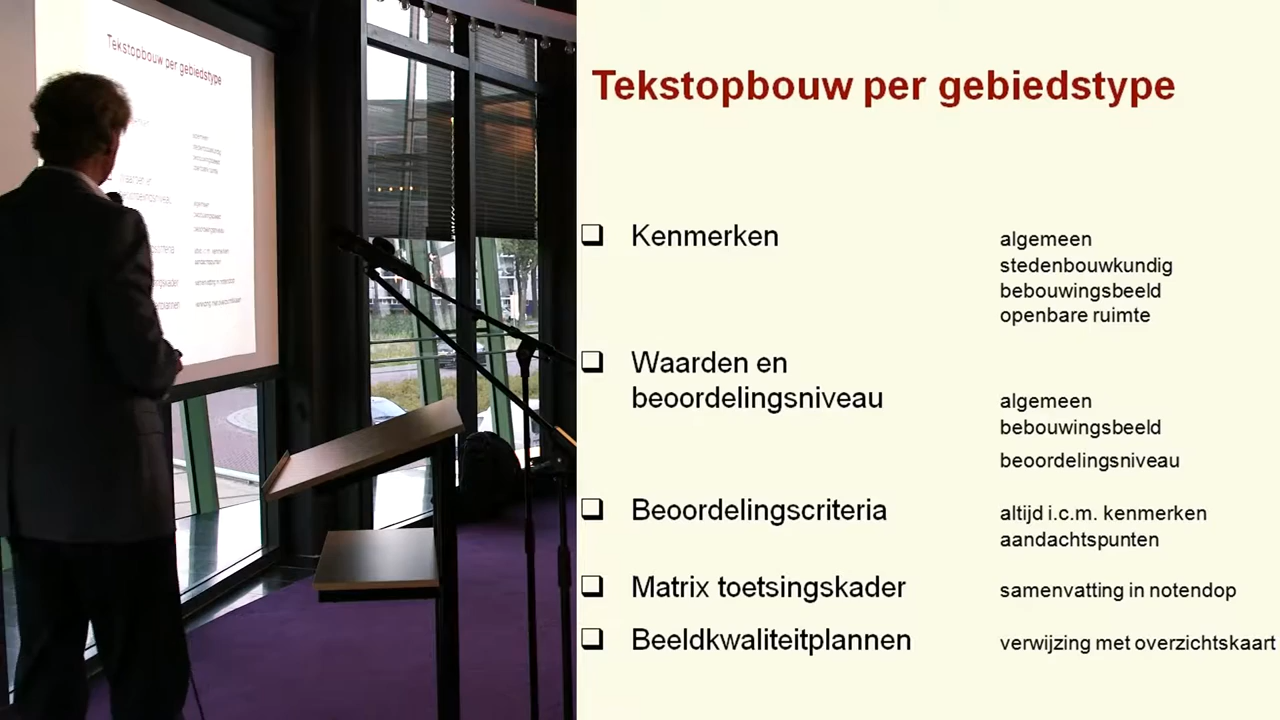 Tekstopbouw per gebiedstype
Tekstopbouw per gebiedstype
❑ Kenmerken
algemeen
stedenbouwkundig
bebouwingsbeeld
openbare ruimte
❑ Waarden en
beoordelingsniveau
algemeen
bebouwingsbeeld
beoordelingsniveau
❑ Beoordelingscriteria
altijd i.c.m. kenmerken
aandachtspunten
❑ Matrix toetsingskader
samenvatting in notendop
❑ Beeldkwaliteitplannen
verwijzing met overzichtskaart